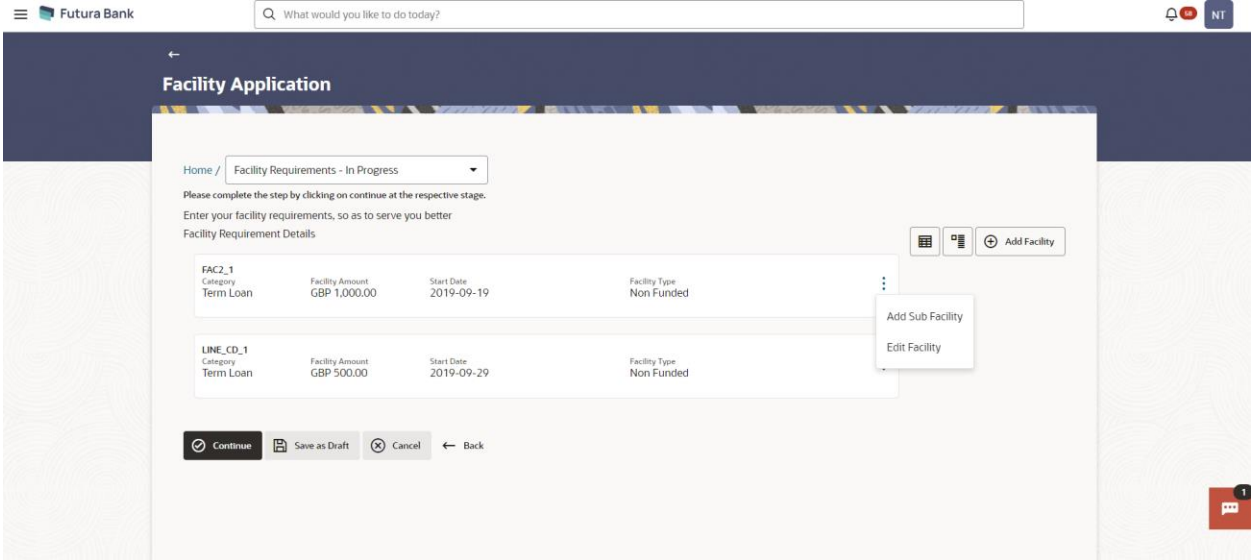 Futura Bank
What would you like to do today?
58
NT
Facility Application
Home / Facility Requirements - In Progress
Please complete the step by clicking on continue at the respective stage.
Enter your facility requirements, so as to serve you better
Facility Requirement Details
Add Facility
FAC2_1
Category Facility Amount Start Date Facility Type
Term Loan GBP 1,000.00 2019-09-19 Non Funded
Add Sub Facility
Edit Facility
LINE_CD_1
Category Facility Amount Start Date Facility Type
Term Loan GBP 500.00 2019-09-29 Non Funded
Continue Save as Draft Cancel Back
1